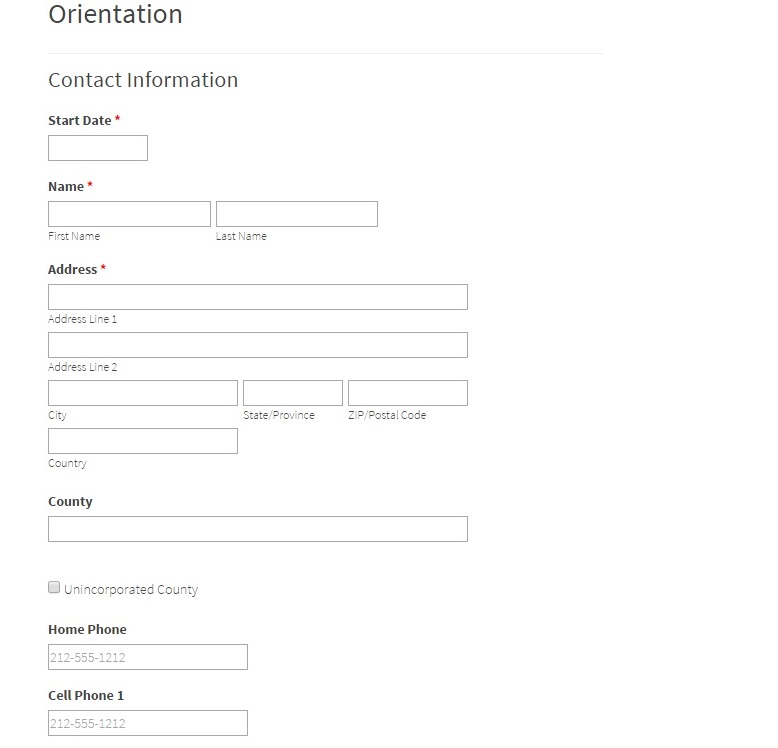 Orientation
Contact Information
Start Date *
Name *
First Name Last Name
Address *
Address Line 1
Address Line 2
City State/Province ZIP/Postal Code
Country
County
Unincorporated County
Home Phone
212-555-1212
Cell Phone 1
212-555-1212